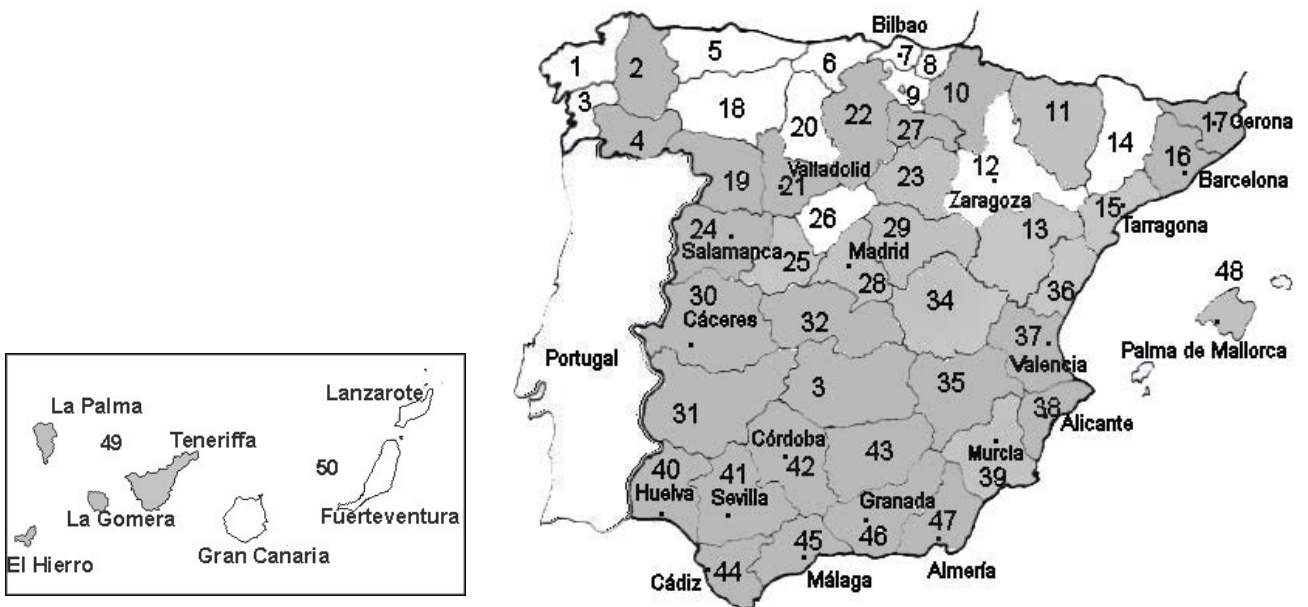 Bilbao
1
2
5
6
7
8
3
18
20
22
9
10
11
14
17
Gerona
4
27
12
16
Barcelona
19
21
Valladolid
23
Zaragoza
15
Tarragona
24
Salamanca
26
29
13
25
Madrid
28
36
48
30
Cáceres
32
34
37
Valencia
Palma de Mallorca
Portugal
31
3
35
38
Alicante
Córdoba
42
43
Murcia
39
40
Huelva
41
Sevilla
Granada
46
47
45
44
Cádiz
Málaga
Almería
Lanzarote
La Palma
49
Teneriffa
50
La Gomera
Fuerteventura
El Hierro
Gran Canaria